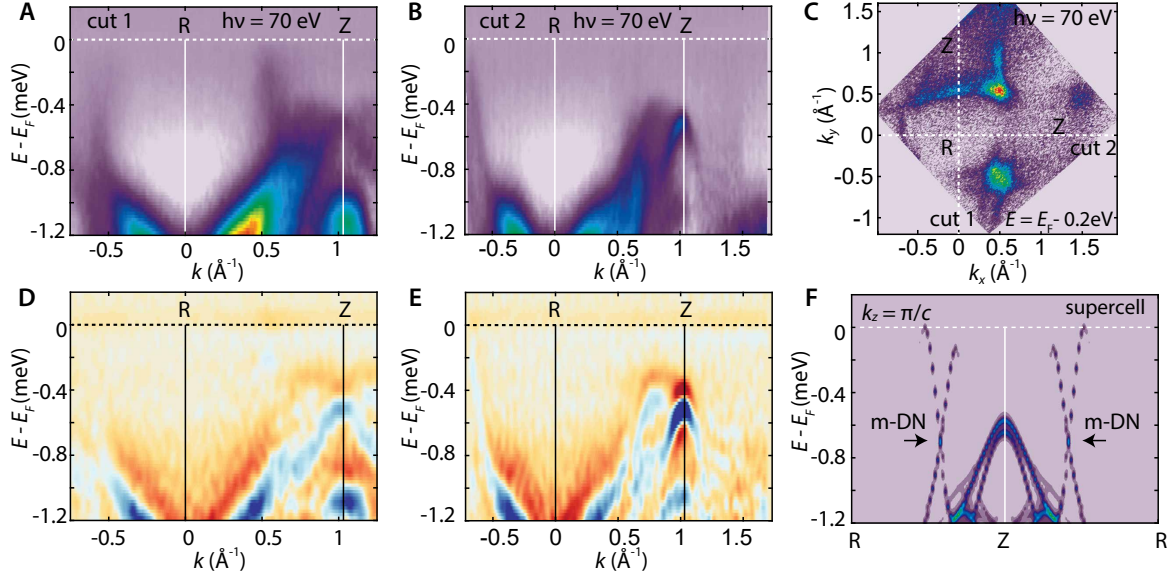 A
cut 1 R hν = 70 eV Z
0
-0.4
-0.8
-1.2
E - E_F (meV)
-0.5 0 0.5 1
k (Å⁻¹)
B
cut 2 R hν = 70 eV Z
0
-0.4
-0.8
-1.2
E - E_F (meV)
-0.5 0 0.5 1 1.5
k (Å⁻¹)
C
hν = 70 eV
Z
R
Z
cut 2
cut 1
E = E_F - 0.2eV
1.5
1
0.5
0
-0.5
-1
k_y (Å⁻¹)
-0.5 0 0.5 1 1.5
k_x (Å⁻¹)
D
R Z
0
-0.4
-0.8
-1.2
E - E_F (meV)
-0.5 0 0.5 1
k (Å⁻¹)
E
R Z
0
-0.4
-0.8
-1.2
E - E_F (meV)
-0.5 0 0.5 1 1.5
k (Å⁻¹)
F
k_z = π/c supercell
0
-0.4
-0.8
-1.2
E - E_F (meV)
m-DN m-DN
R Z R